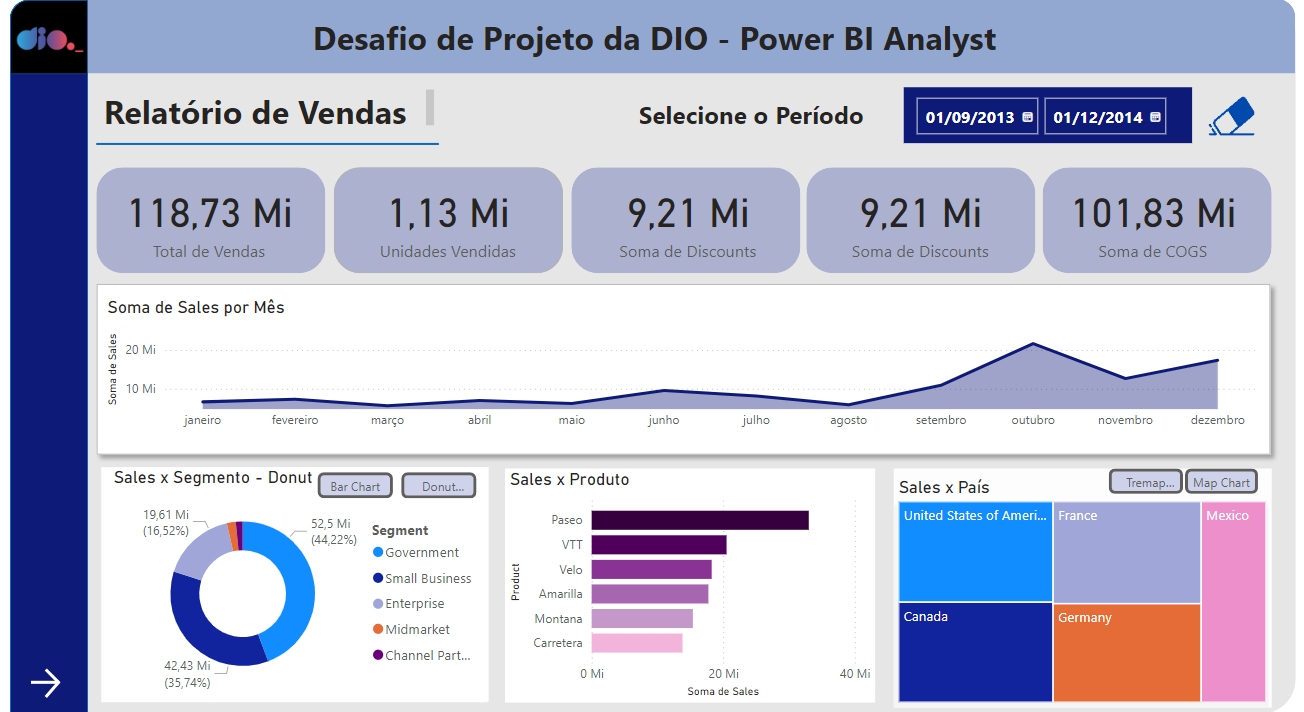 dio._
Desafio de Projeto da DIO - Power BI Analyst
Relatório de Vendas
Selecione o Período
01/09/2013
01/12/2014
118,73 Mi
Total de Vendas
1,13 Mi
Unidades Vendidas
9,21 Mi
Soma de Discounts
9,21 Mi
Soma de Discounts
101,83 Mi
Soma de COGS
Soma de Sales por Mês
Soma de Sales
20 Mi
10 Mi
janeiro
fevereiro
março
abril
maio
junho
julho
agosto
setembro
outubro
novembro
dezembro
Sales x Segmento - Donut
Bar Chart
Donut...
19,61 Mi
(16,52%)
52,5 Mi
(44,22%)
42,43 Mi
(35,74%)
Segment
Government
Small Business
Enterprise
Midmarket
Channel Part...
Sales x Produto
Product
Paseo
VTT
Velo
Amarilla
Montana
Carretera
0 Mi
20 Mi
40 Mi
Soma de Sales
Sales x País
Tremap...
Map Chart
United States of Ameri...
France
Mexico
Canada
Germany